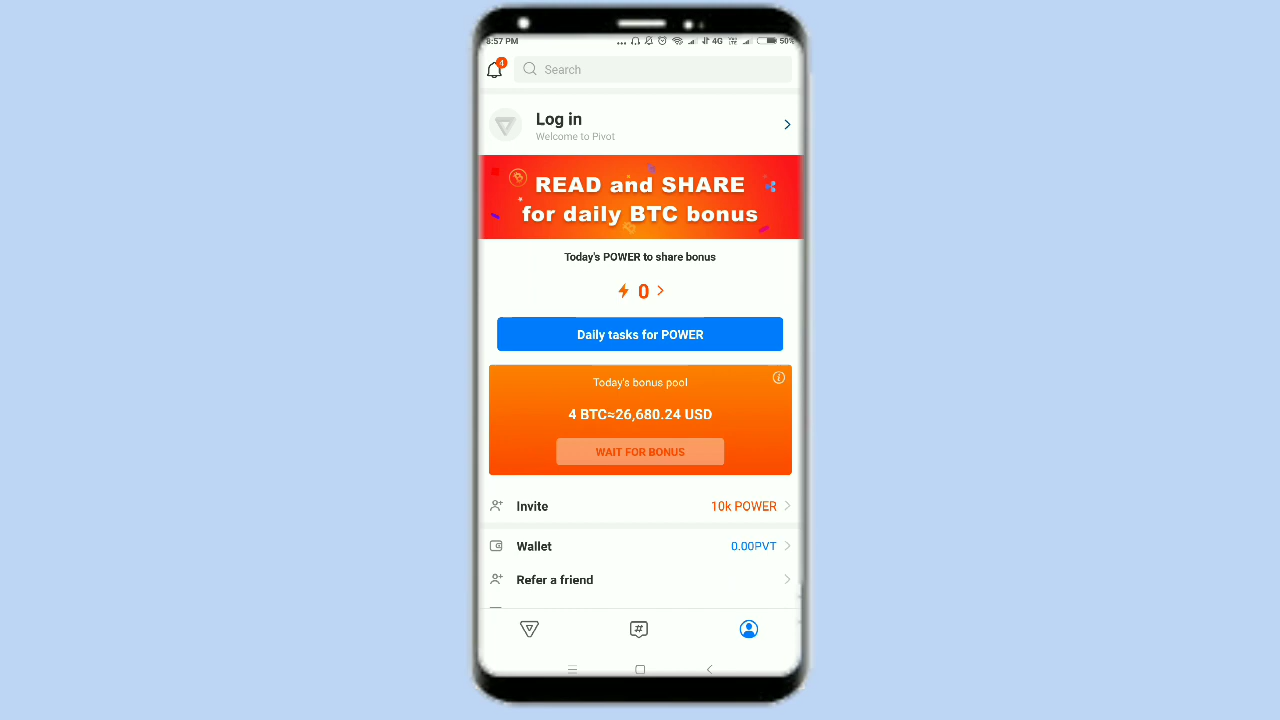 8:57 PM 4G 50%
4
Search
Log in
Welcome to Pivot
READ and SHARE
for daily BTC bonus
Today's POWER to share bonus
0
Daily tasks for POWER
Today's bonus pool
4 BTC≈26,680.24 USD
WAIT FOR BONUS
Invite 10k POWER
Wallet 0.00PVT
Refer a friend